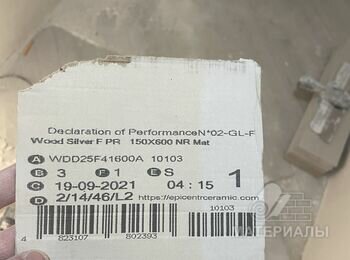 Declaration of PerformanceN°02-GL-F
Wood Silver F PR 150X600 NR Mat
A WDD25F41600A 10103
B 3 F 1 E S
C 19-09-2021 04:15 1
D 2/14/46/L2 https://epicentrceramic.com/
10103
4 823107 802393
МАТЕРИАЛЫ